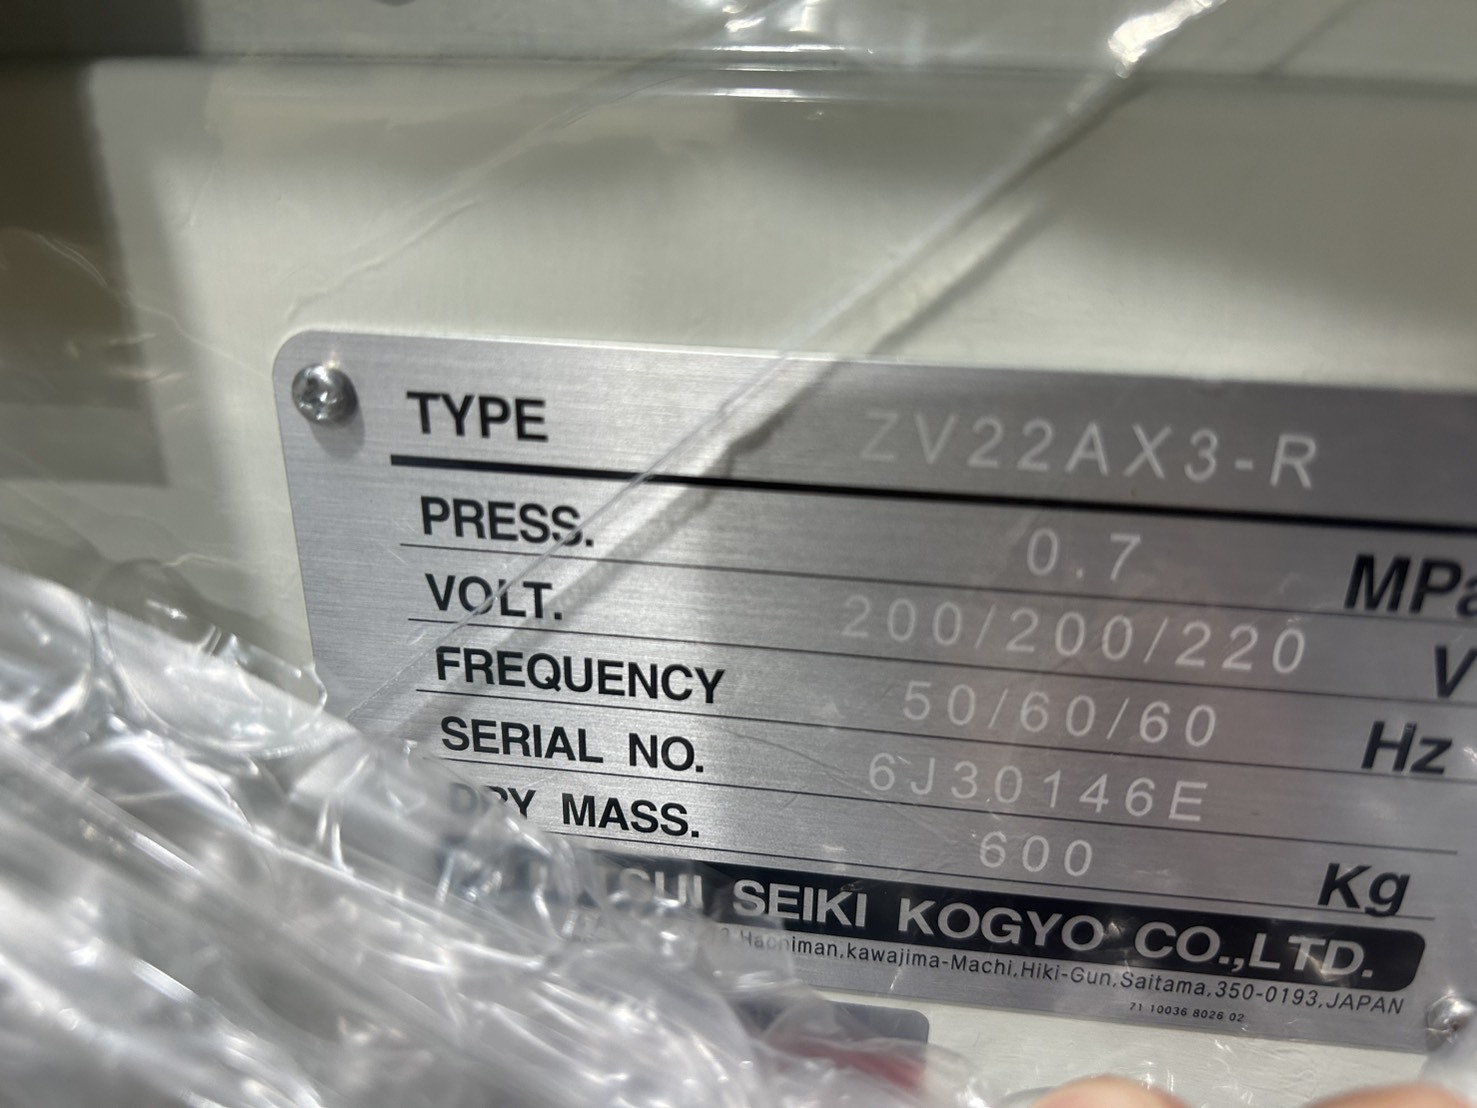 TYPE ZV22AX3-R
PRESS. 0.7 MPa
VOLT. 200/200/220 V
FREQUENCY 50/60/60 Hz
SERIAL NO. 6J30146E
DRY MASS. 600 Kg
SEIKI KOGYO CO.,LTD.
Hachiman,kawajima-Machi,Hiki-Gun,Saitama,350-0193,JAPAN
71 10036 8026 02